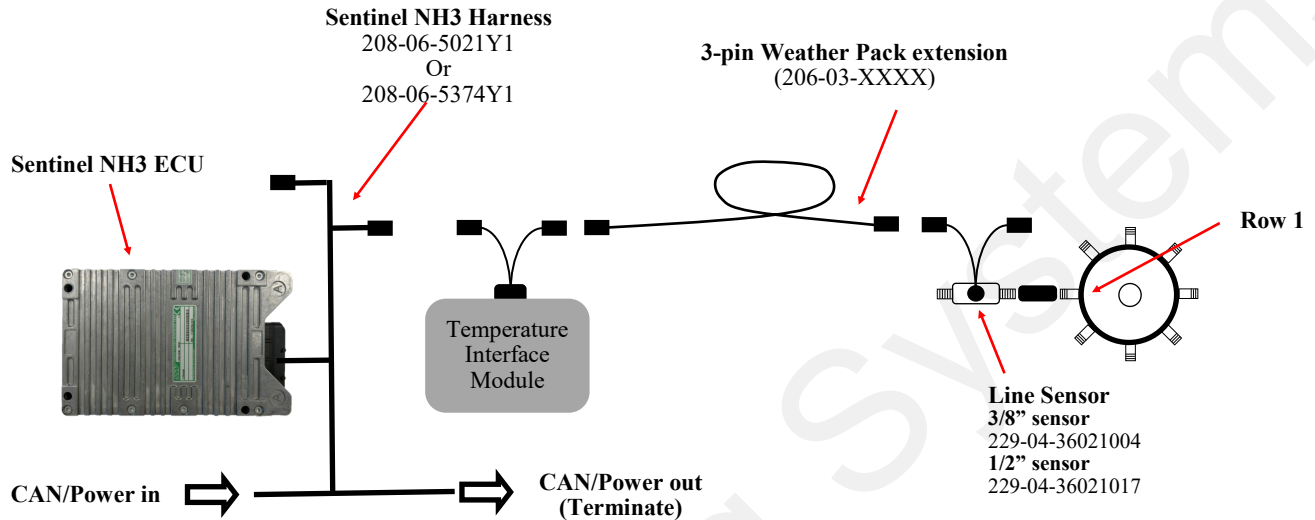 Sentinel NH3 Harness
208-06-5021Y1
Or
208-06-5374Y1
3-pin Weather Pack extension
(206-03-XXXX)
Sentinel NH3 ECU
Row 1
Temperature
Interface
Module
Line Sensor
3/8” sensor
229-04-36021004
1/2” sensor
229-04-36021017
CAN/Power in
CAN/Power out
(Terminate)
System